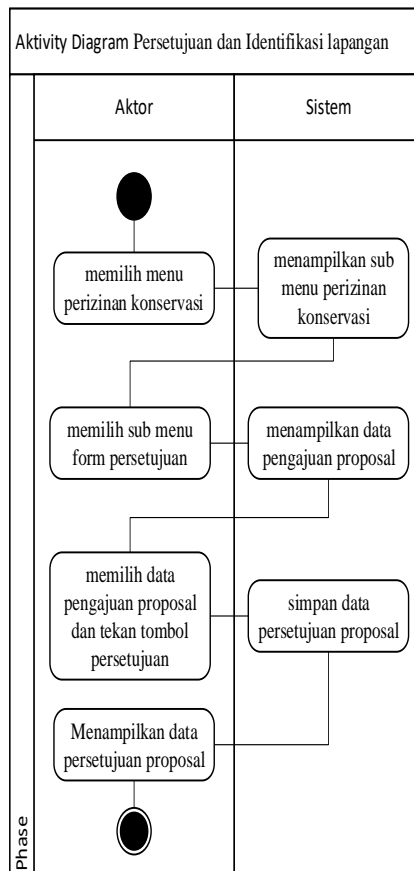 Aktivity Diagram Persetujuan dan Identifikasi lapangan
Aktor
Sistem
memilih menu
perizinan konservasi
menampilkan sub
menu perizinan
konservasi
memilih sub menu
form persetujuan
menampilkan data
pengajuan proposal
memilih data
pengajuan proposal
dan tekan tombol
persetujuan
simpan data
persetujuan proposal
Menampilkan data
persetujuan proposal
Phase